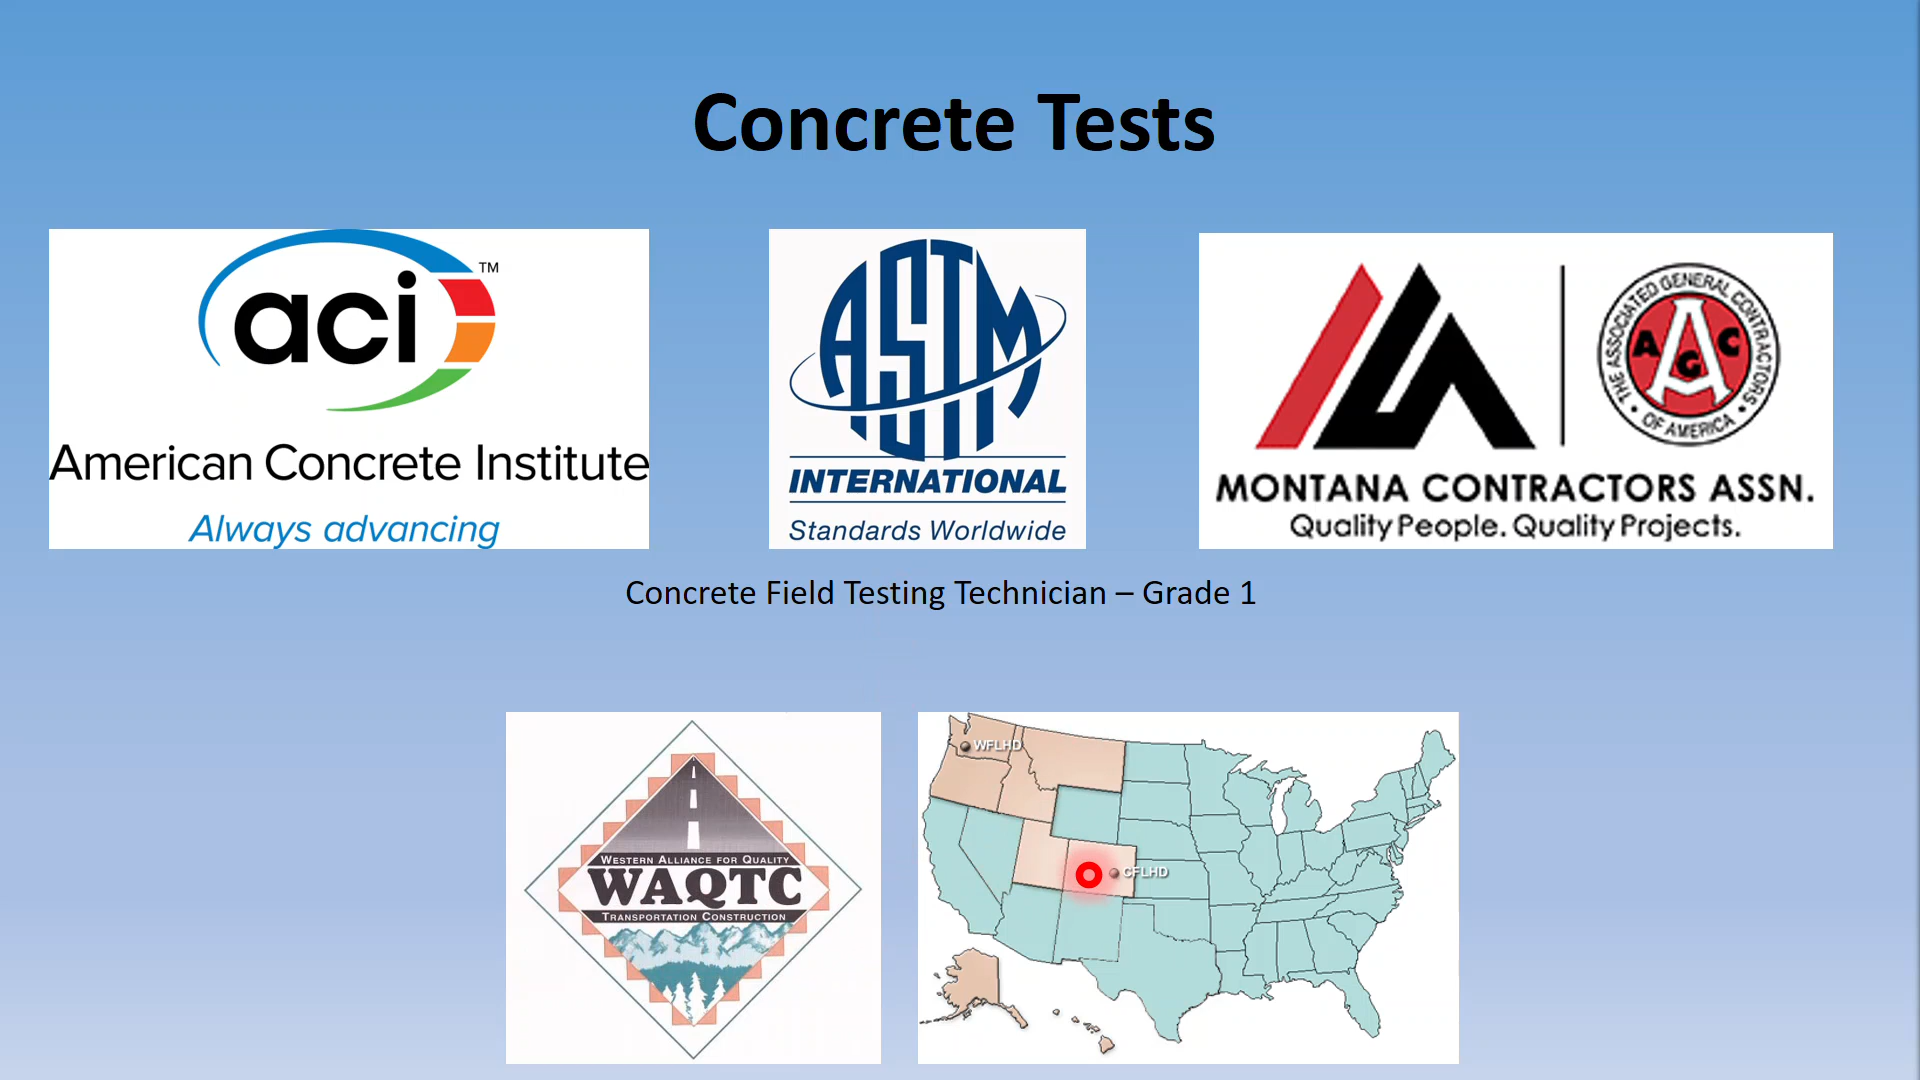 Concrete Tests
aci™
American Concrete Institute
Always advancing
ASTM
INTERNATIONAL
Standards Worldwide
THE ASSOCIATED GENERAL CONTRACTORS
OF AMERICA
AGC
MONTANA CONTRACTORS ASSN.
Quality People. Quality Projects.
Concrete Field Testing Technician – Grade 1
WESTERN ALLIANCE FOR QUALITY
WAQTC
TRANSPORTATION CONSTRUCTION
WFLHD
CFLHD